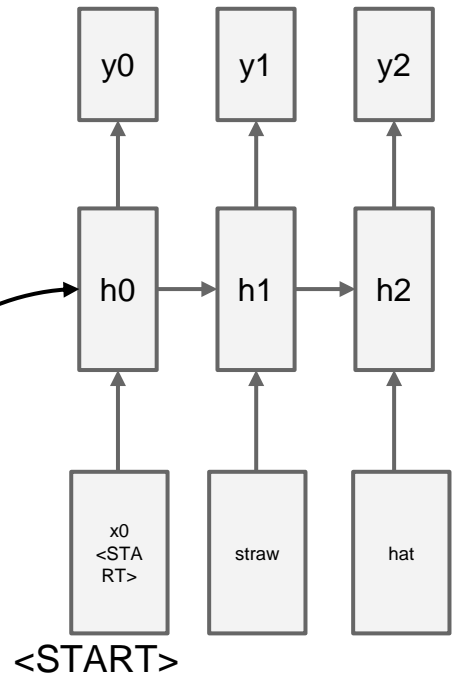 y0 y1 y2
h0 h1 h2
x0
<STA
RT>
straw
hat
<START>